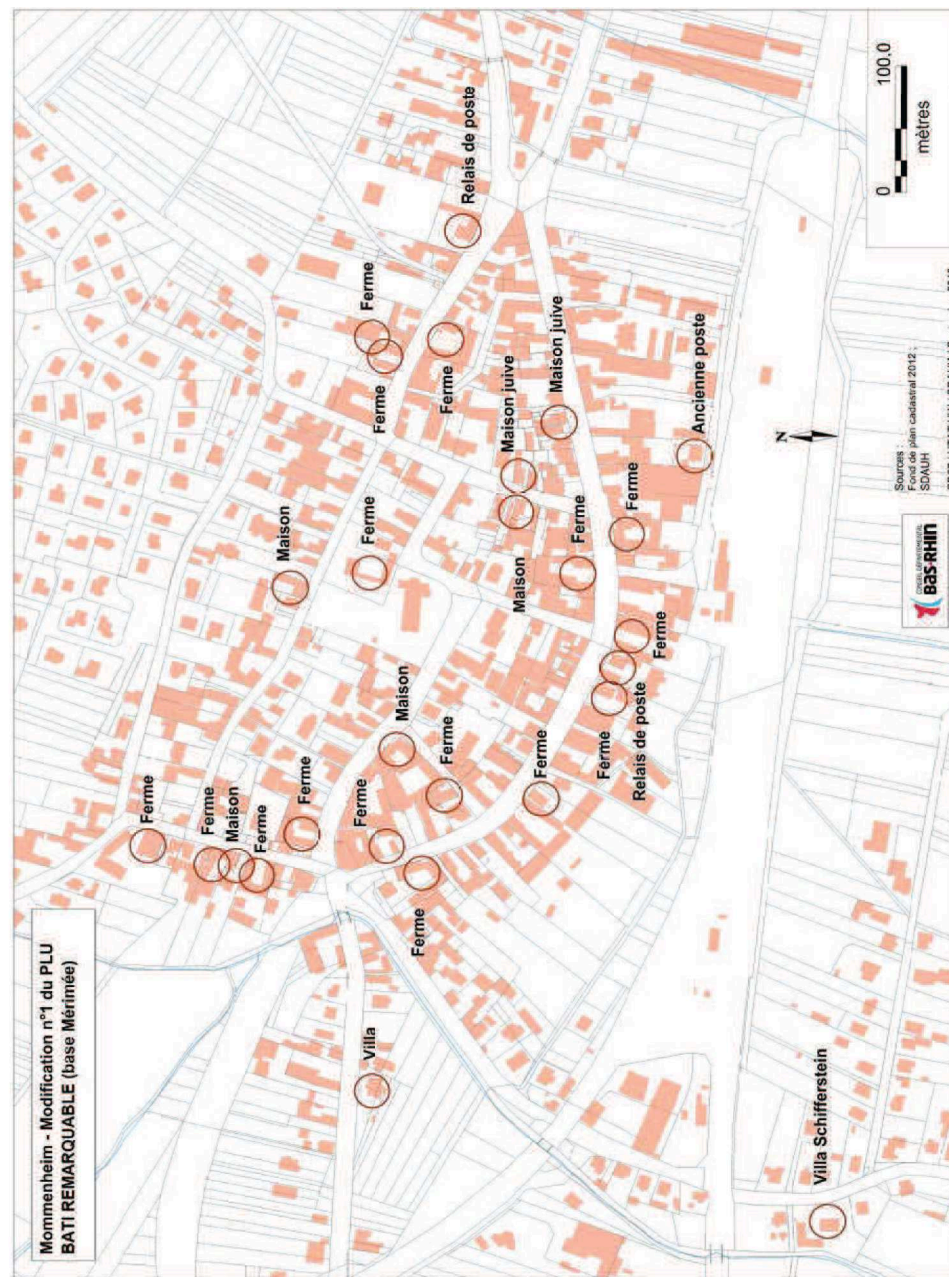 Mommenheim - Modification n°1 du PLU
BATI REMARQUABLE (base Mérimée)
Ferme
Ferme
Maison
Ferme
Ferme
Maison
Ferme
Ferme
Ferme
Relais de poste
Maison
Ferme
Ferme
Ferme
Ferme
Villa
Ferme
Maison juive
Maison juive
Maison
Ferme
Ferme
Ferme
Relais de poste
Ferme
Ancienne poste
Villa Schifferstein
N
CONSEIL DÉPARTEMENTAL
BAS-RHIN
Sources :
Fond de plan cadastral 2012 ;
SDAUH
0
100.0
mètres